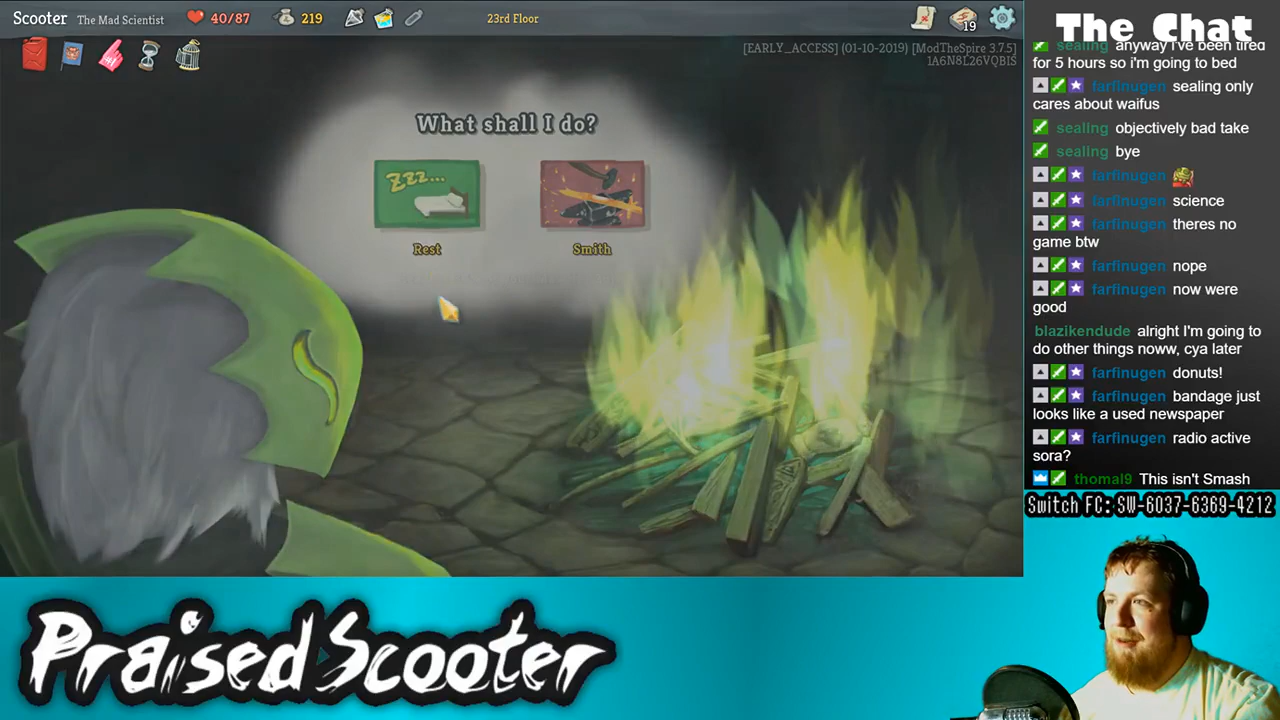 Scooter The Mad Scientist 40/87 219 23rd Floor 19
[EARLY_ACCESS] (01-10-2019) [ModTheSpire 3.7.5]
1A6N8L26VQBIS
What shall I do?
Zzz...
Rest Smith
The Chat
sealing anyway I've been tired
for 5 hours so i'm going to bed
farfinugen sealing only
cares about waifus
sealing objectively bad take
sealing bye
farfinugen
farfinugen science
farfinugen theres no
game btw
farfinugen nope
farfinugen now were
good
blazikendude alright I'm going to
do other things noww, cya later
farfinugen donuts!
farfinugen bandage just
looks like a used newspaper
farfinugen radio active
sora?
thomal9 This isn't Smash
Switch FC: SW-6037-6369-4212
PraisedScooter